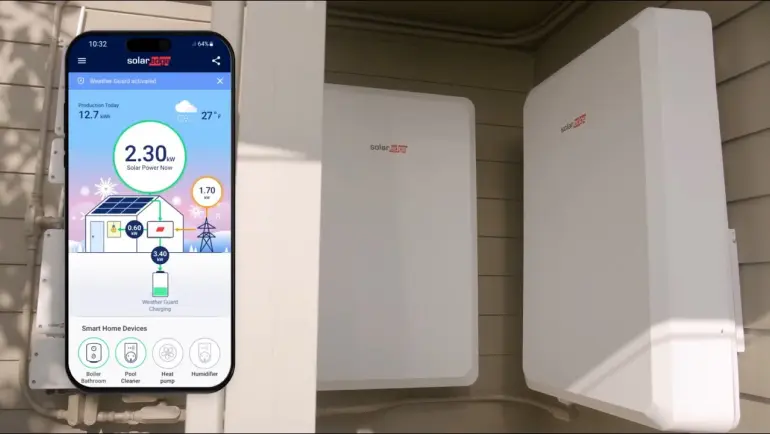 10:32
64%
solaredge
Weather Guard activated
Production Today
12.7 kWh
27°F
2.30 kW
Solar Power Now
1.70
kW
0.60
kW
3.40
kW
Weather Guard
Charging
Smart Home Devices
Boiler
Bathroom
Pool
Cleaner
Heat
pump
Humidifier
solaredge
solaredge